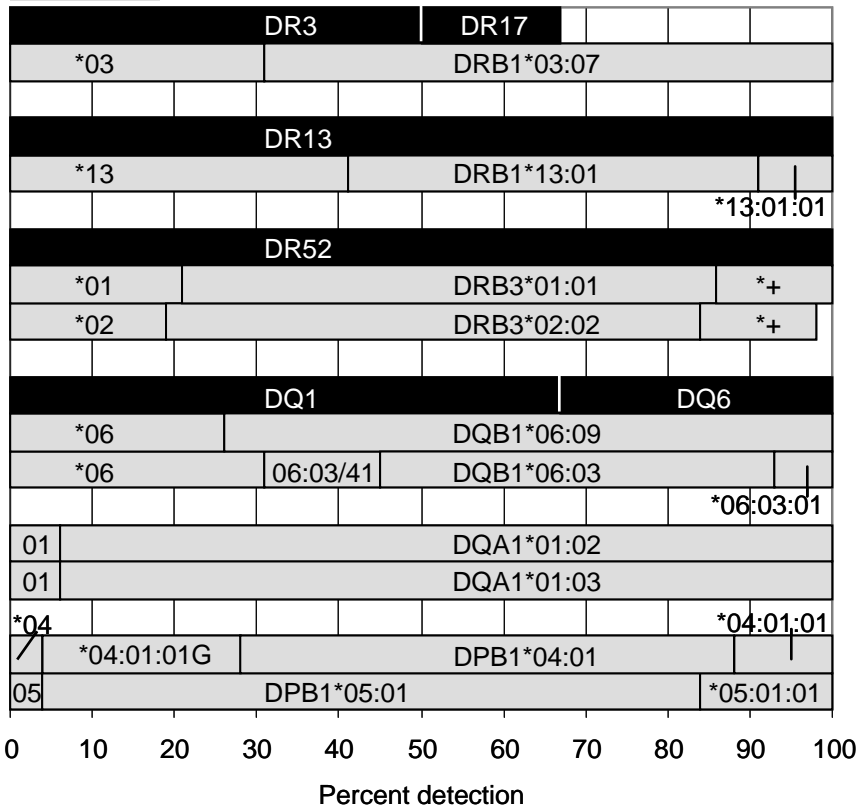 DR3 DR17
*03 DRB1*03:07
DR13
*13 DRB1*13:01
*13:01:01
DR52
*01 DRB3*01:01 *+
*02 DRB3*02:02 *+
DQ1 DQ6
*06 DQB1*06:09
*06 06:03/41 DQB1*06:03
*06:03:01
01 DQA1*01:02
01 DQA1*01:03
*04 *04:01:01
*04:01:01G DPB1*04:01
05 DPB1*05:01 *05:01:01
0 10 20 30 40 50 60 70 80 90 100
Percent detection